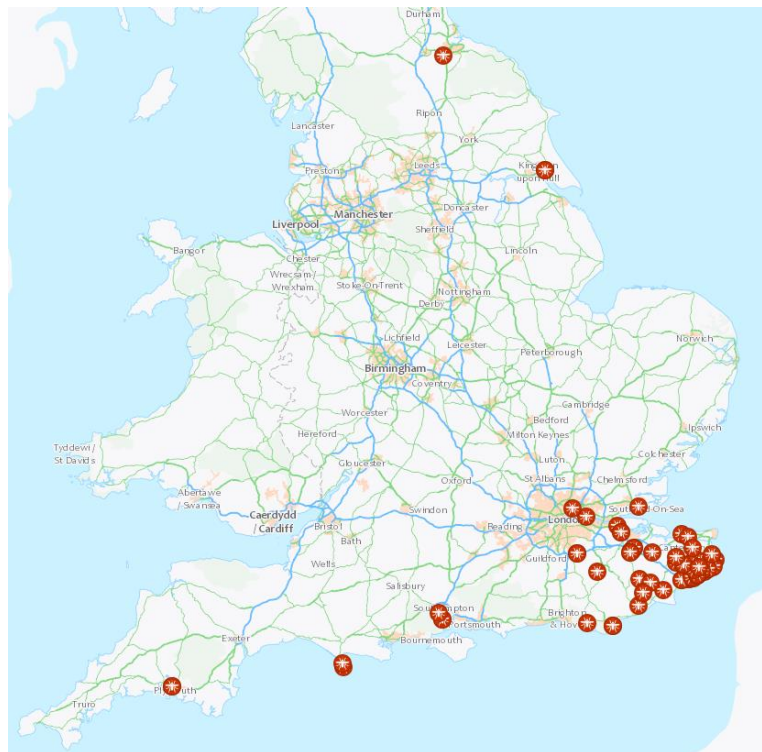 Durham
Ripon
York
Lancaster
Preston
Leeds
Kingston
upon Hull
Manchester
Doncaster
Liverpool
Sheffield
Bangor
Chester
Lincoln
Wrecsam /
Wrexham
Stoke-On-Trent
Nottingham
Derby
Lichfield
Leicester
Norwich
Peterborough
Birmingham
Coventry
Worcester
Cambridge
Hereford
Bedford
Ipswich
Milton Keynes
Tyddewi /
St Davids
Gloucester
Luton
Colchester
Oxford
St Albans
Chelmsford
Abertawe
/ Swansea
Caerdydd
/ Cardiff
Swindon
Bristol
Bath
Reading
London
Southend-On-Sea
Wells
Guildford
Salisbury
Southampton
Portsmouth
Brighton
& Hove
Bournemouth
Exeter
Plymouth
Truro